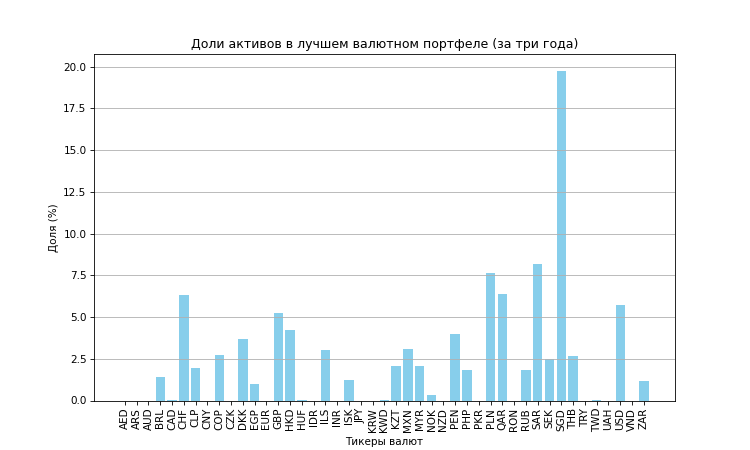 Доли активов в лучшем валютном портфеле (за три года)
Доля (%)
20.0
17.5
15.0
12.5
10.0
7.5
5.0
2.5
0.0
AED ARS AUD BRL CAD CHF CLP CNY COP CZK DKK EGP EUR GBP HKD HUF IDR ILS INR ISK JPY KRW KWD KZT MXN MYR NOK NZD PEN PHP PKR PLN QAR RON RUB SAR SEK SGD THB TRY TWD UAH USD VND ZAR
Тикеры валют